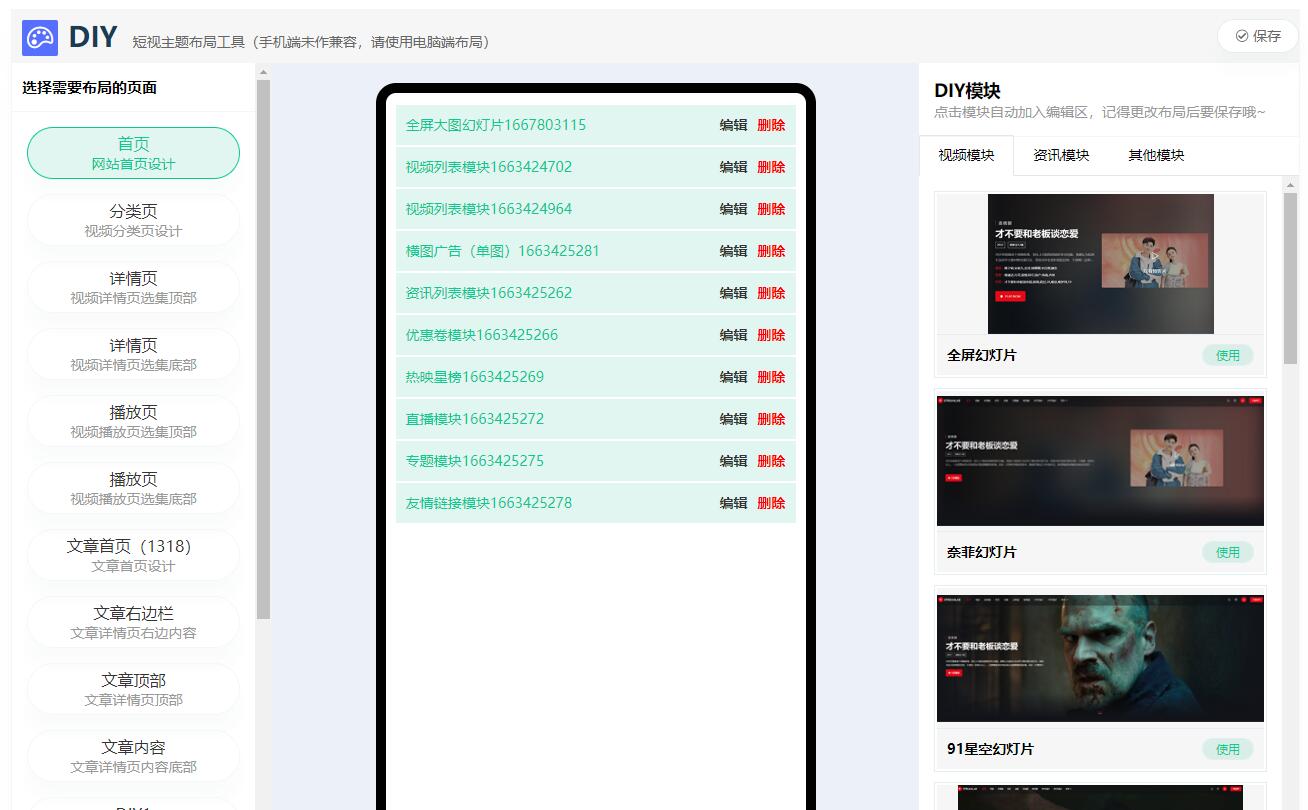 DIY 短视主题布局工具（手机端未作兼容，请使用电脑端布局）
保存
选择需要布局的页面
首页
网站首页设计
分类页
视频分类页设计
详情页
视频详情页选集顶部
详情页
视频详情页选集底部
播放页
视频播放页选集顶部
播放页
视频播放页选集底部
文章首页（1318）
文章首页设计
文章右边栏
文章详情页右边内容
文章顶部
文章详情页顶部
文章内容
文章详情页内容底部
全屏大图幻灯片1667803115 编辑 删除
视频列表模块1663424702 编辑 删除
视频列表模块1663424964 编辑 删除
横图广告（单图）1663425281 编辑 删除
资讯列表模块1663425262 编辑 删除
优惠卷模块1663425266 编辑 删除
热映星榜1663425269 编辑 删除
直播模块1663425272 编辑 删除
专题模块1663425275 编辑 删除
友情链接模块1663425278 编辑 删除
DIY模块
点击模块自动加入编辑区，记得更改布局后要保存哦~
视频模块 资讯模块 其他模块
才不要和老板谈恋爱
全屏幻灯片 使用
才不要和老板谈恋爱
奈菲幻灯片 使用
才不要和老板谈恋爱
91星空幻灯片 使用